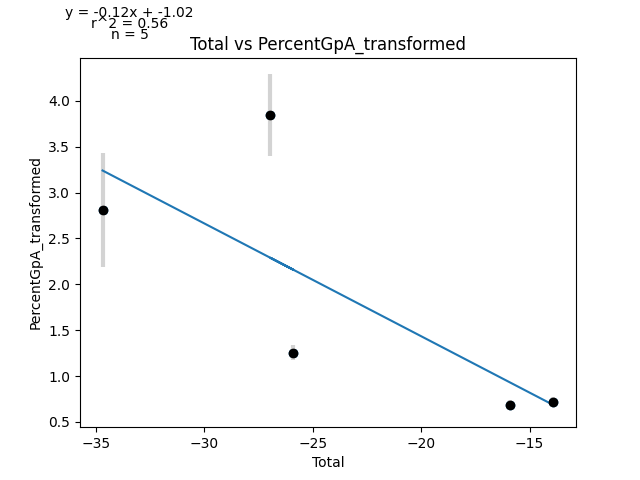 y = -0.12x + -1.02
r^2 = 0.56
n = 5
Total vs PercentGpA_transformed
PercentGpA_transformed
4.0
3.5
3.0
2.5
2.0
1.5
1.0
0.5
−35
−30
−25
−20
−15
Total